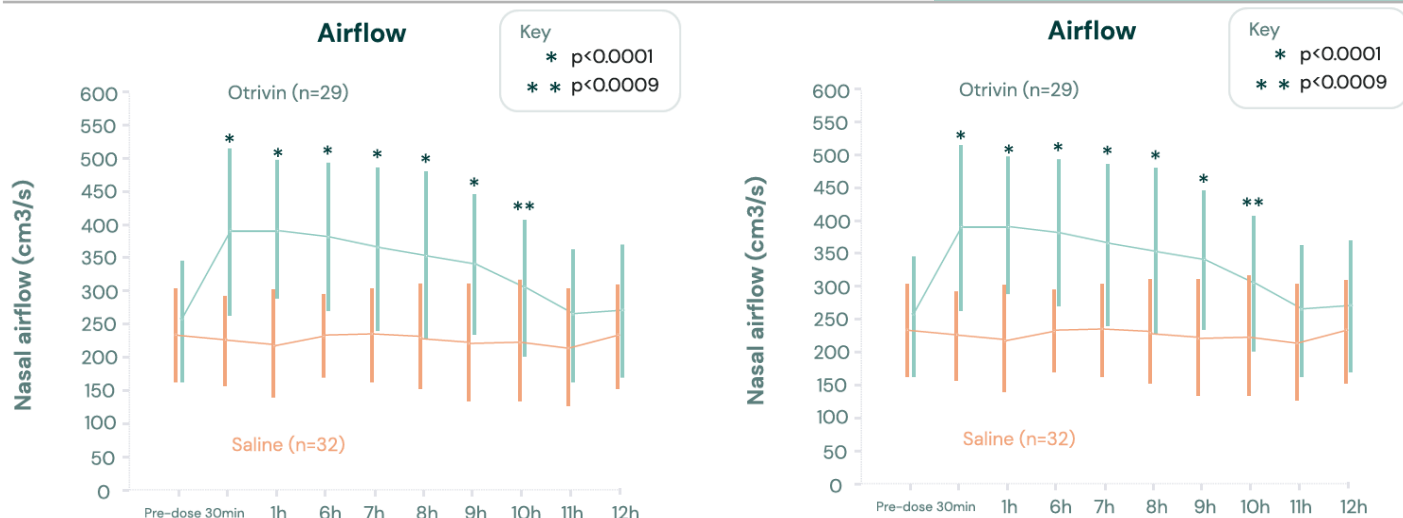 Airflow
Key
* p<0.0001
** p<0.0009
Otrivin (n=29)
600
550
500
450
400
350
300
250
200
150
100
50
0
Nasal airflow (cm3/s)
*
*
*
*
*
*
**
Saline (n=32)
Pre-dose 30min 1h 6h 7h 8h 9h 10h 11h 12h
Airflow
Key
* p<0.0001
** p<0.0009
Otrivin (n=29)
600
550
500
450
400
350
300
250
200
150
100
50
0
Nasal airflow (cm3/s)
*
*
*
*
*
*
**
Saline (n=32)
Pre-dose 30min 1h 6h 7h 8h 9h 10h 11h 12h